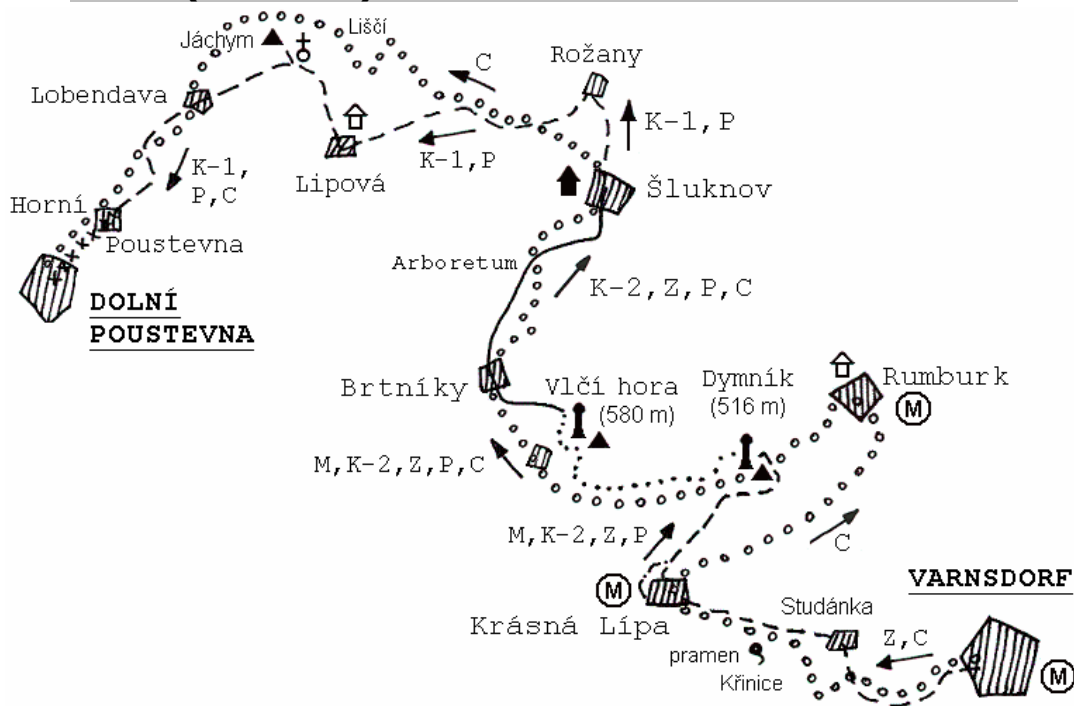 Liščí
Jáchym
C
Rožany
Lobendava
K-1,P
K-1,P
K-1,
P,C
Lipová
Šluknov
Horní
Poustevna
Arboretum
K-2,Z,P,C
DOLNÍ
POUSTEVNA
Brtníky
Vlčí hora
(580 m)
Dymník
(516 m)
Rumburk
M
M,K-2,Z,P,C
M,K-2,Z,P
C
M
VARNSDORF
Krásná Lípa
Studánka
Z,C
pramen
Křinice
M